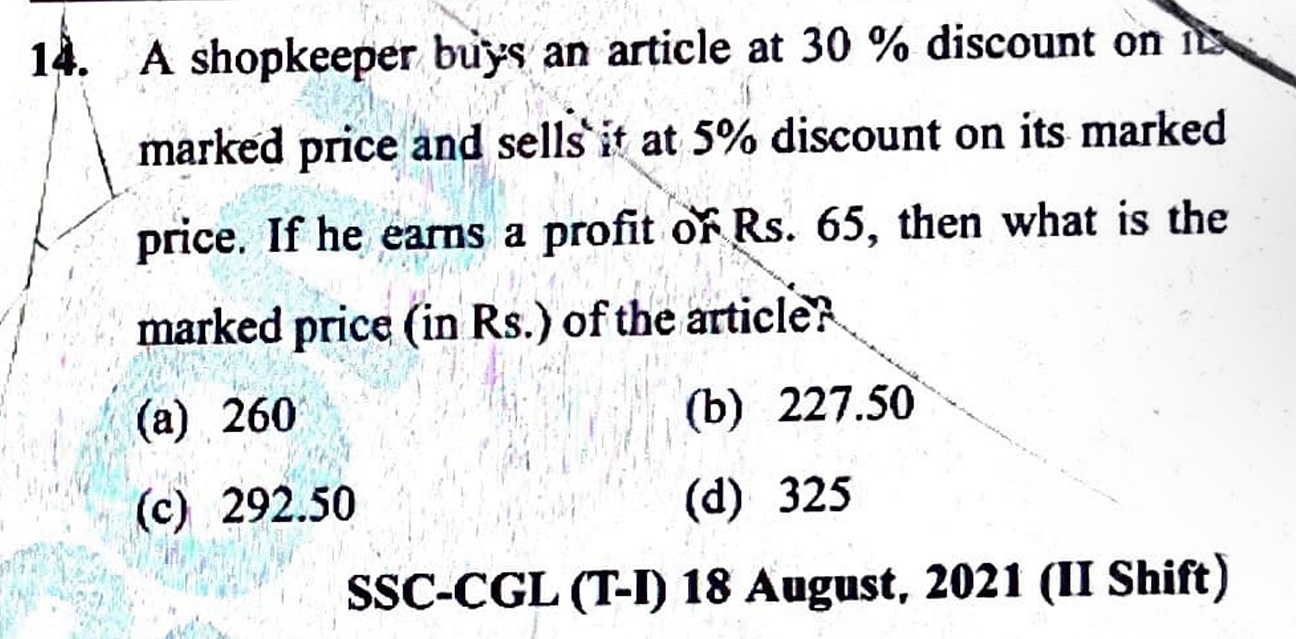 14. A shopkeeper buys an article at 30 % discount on its
marked price and sells it at 5% discount on its marked
price. If he earns a profit of Rs. 65, then what is the
marked price (in Rs.) of the article?
(a) 260 (b) 227.50
(c) 292.50 (d) 325
SSC-CGL (T-I) 18 August, 2021 (II Shift)